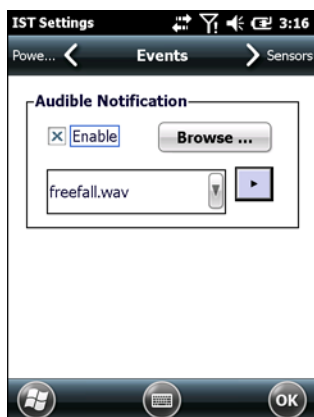 IST Settings 3:16
Powe... Events Sensors
Audible Notification
Enable Browse ...
freefall.wav
OK